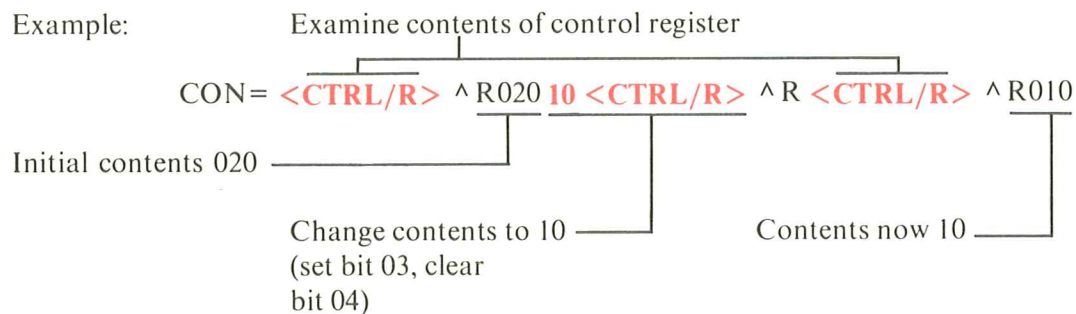 Example: Examine contents of control register
CON= <CTRL/R> ^R020 10 <CTRL/R> ^R <CTRL/R> ^R010
Initial contents 020
Change contents to 10 Contents now 10
(set bit 03, clear
bit 04)